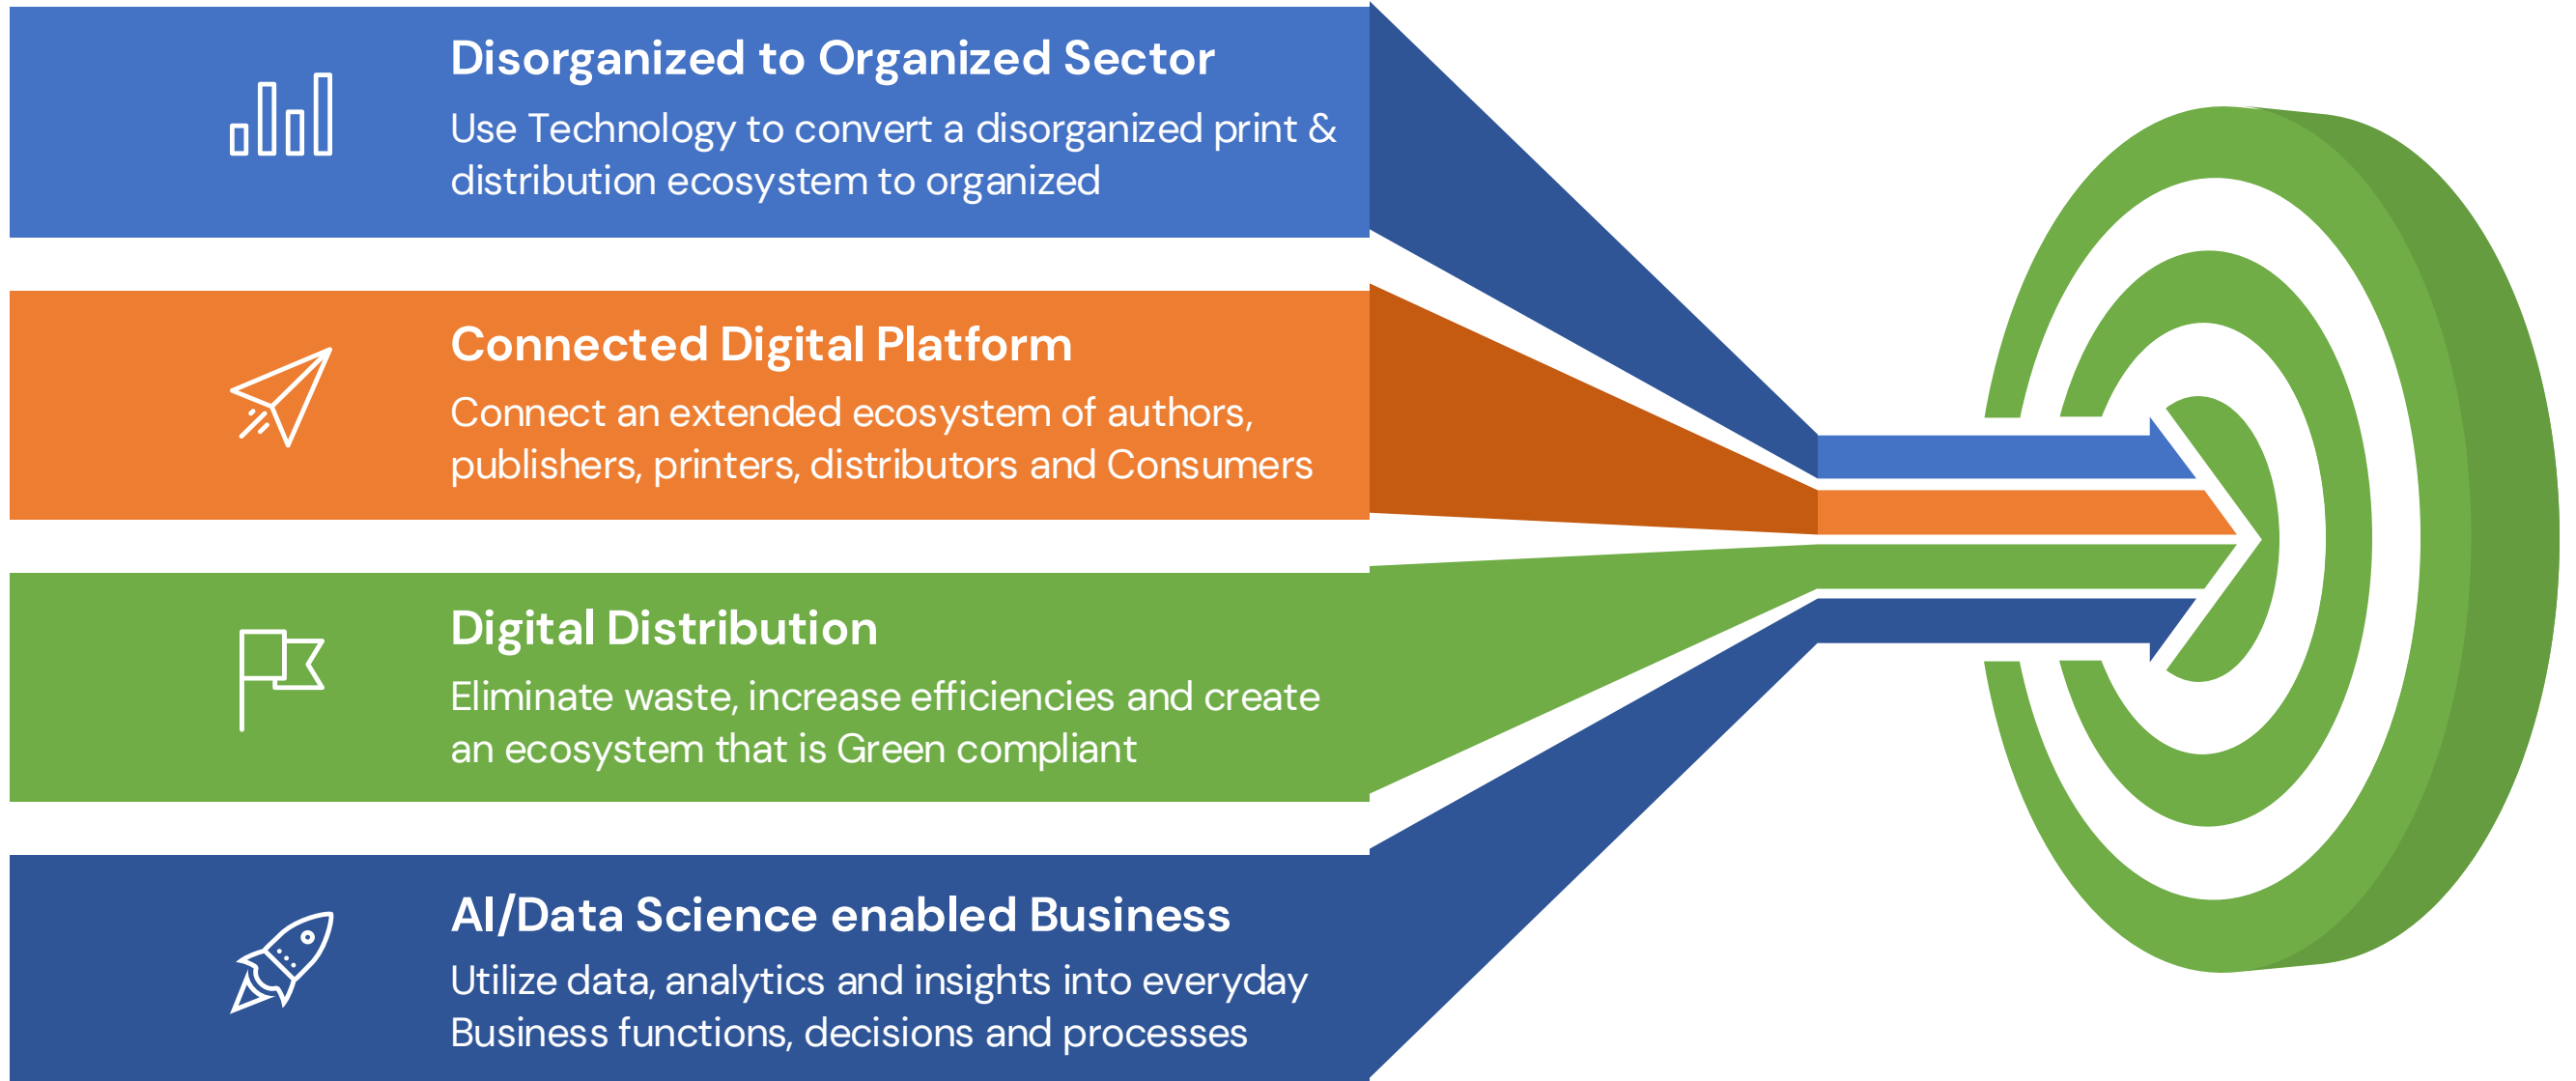 Disorganized to Organized Sector
Use Technology to convert a disorganized print &
distribution ecosystem to organized
Connected Digital Platform
Connect an extended ecosystem of authors,
publishers, printers, distributors and Consumers
Digital Distribution
Eliminate waste, increase efficiencies and create
an ecosystem that is Green compliant
AI/Data Science enabled Business
Utilize data, analytics and insights into everyday
Business functions, decisions and processes